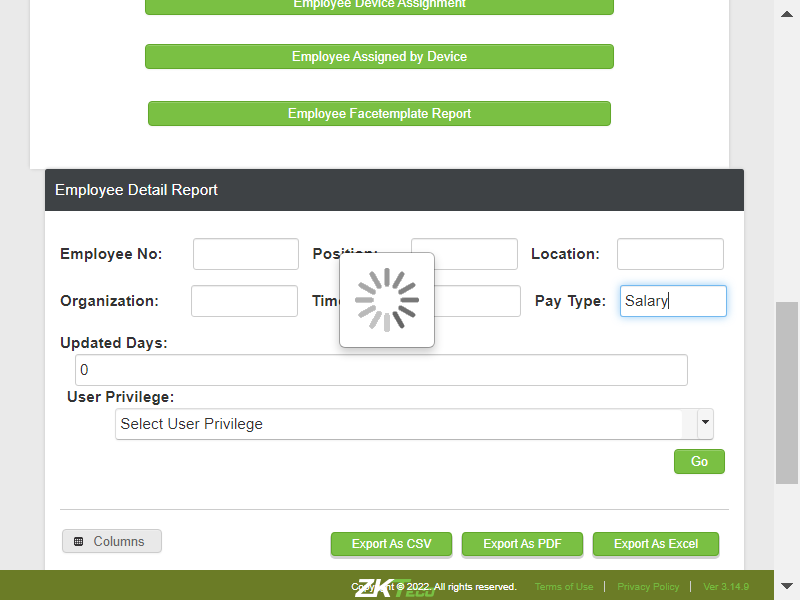 Employee Device Assignment
Employee Assigned by Device
Employee Facetemplate Report
Employee Detail Report
Employee No:
Position:
Location:
Organization:
Time
Pay Type:
Salary
Updated Days:
0
User Privilege:
Select User Privilege
Go
Columns
Export As CSV
Export As PDF
Export As Excel
ZKTeco
Copyright © 2022. All rights reserved.
Terms of Use
Privacy Policy
Ver 3.14.9